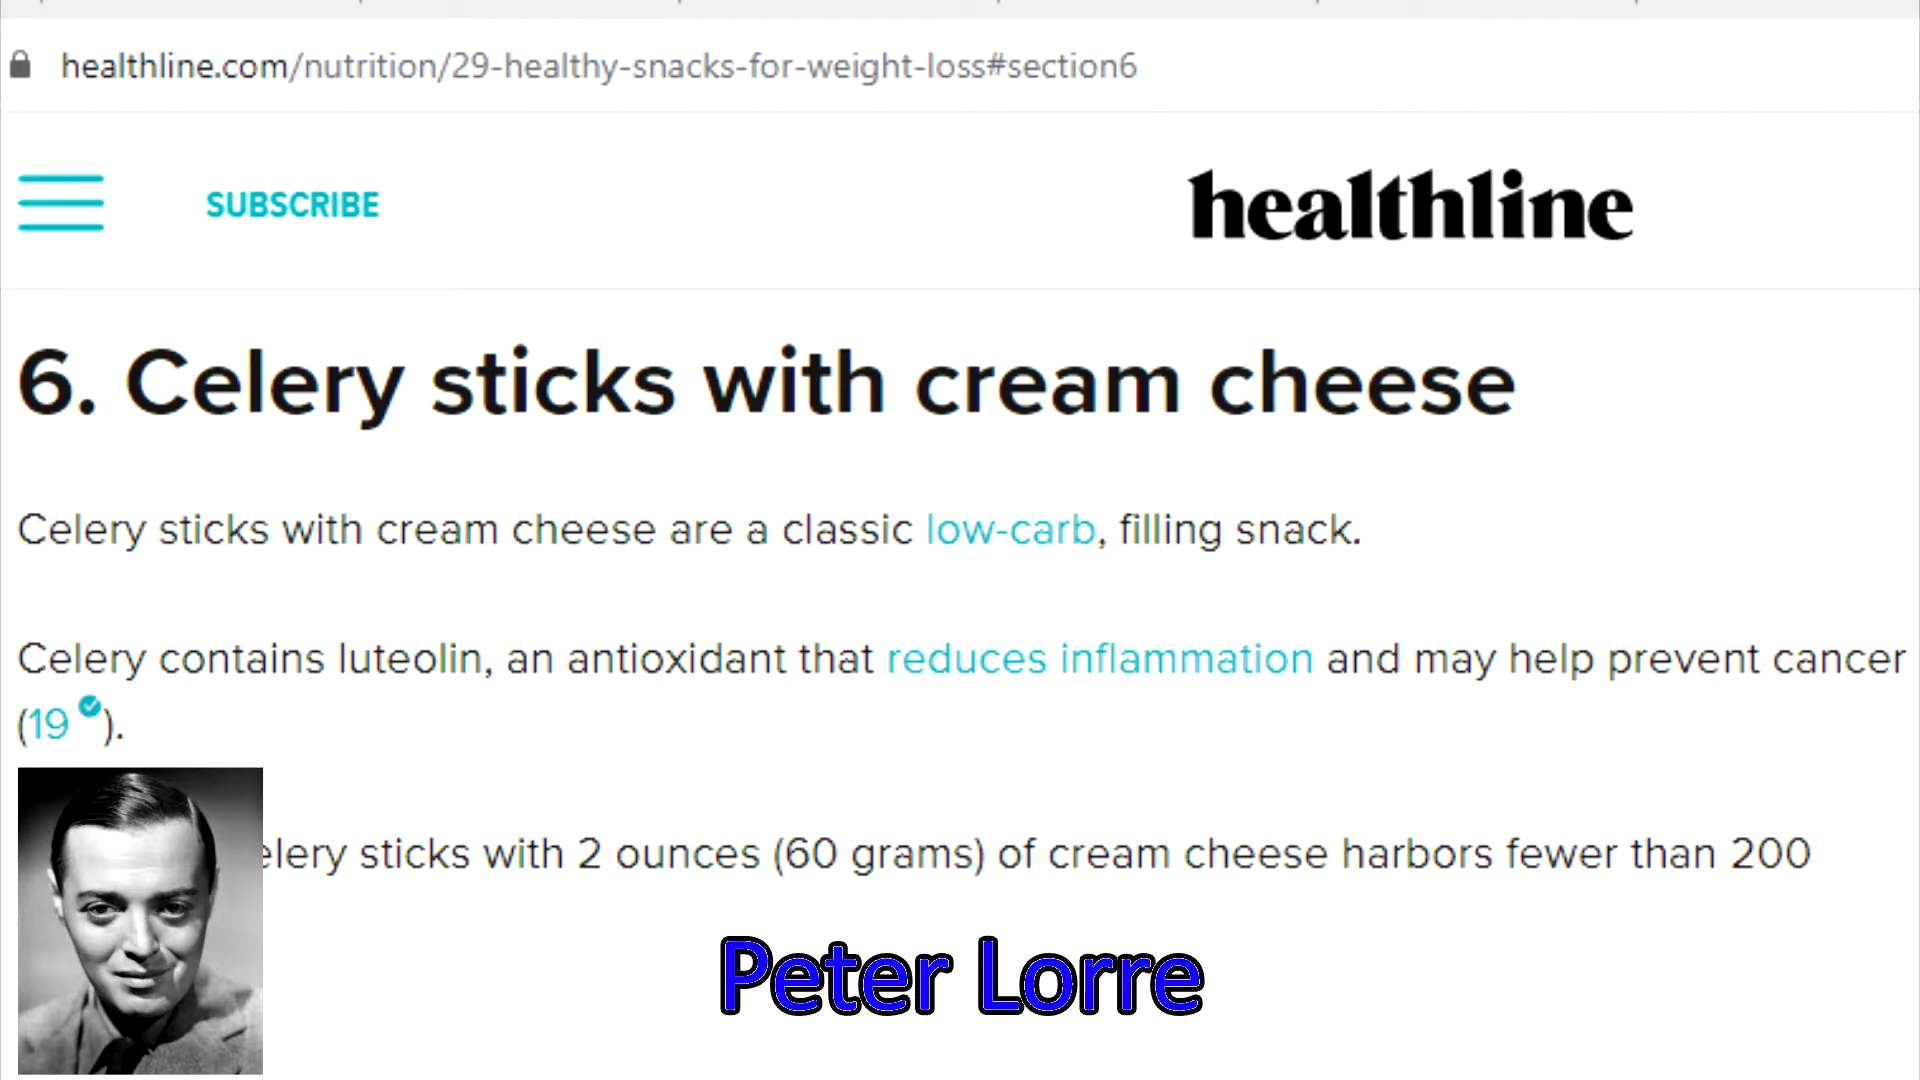 healthline.com/nutrition/29-healthy-snacks-for-weight-loss#section6
SUBSCRIBE
healthline
6. Celery sticks with cream cheese
Celery sticks with cream cheese are a classic low-carb, filling snack.
Celery contains luteolin, an antioxidant that reduces inflammation and may help prevent cancer
(19).
elery sticks with 2 ounces (60 grams) of cream cheese harbors fewer than 200
Peter Lorre